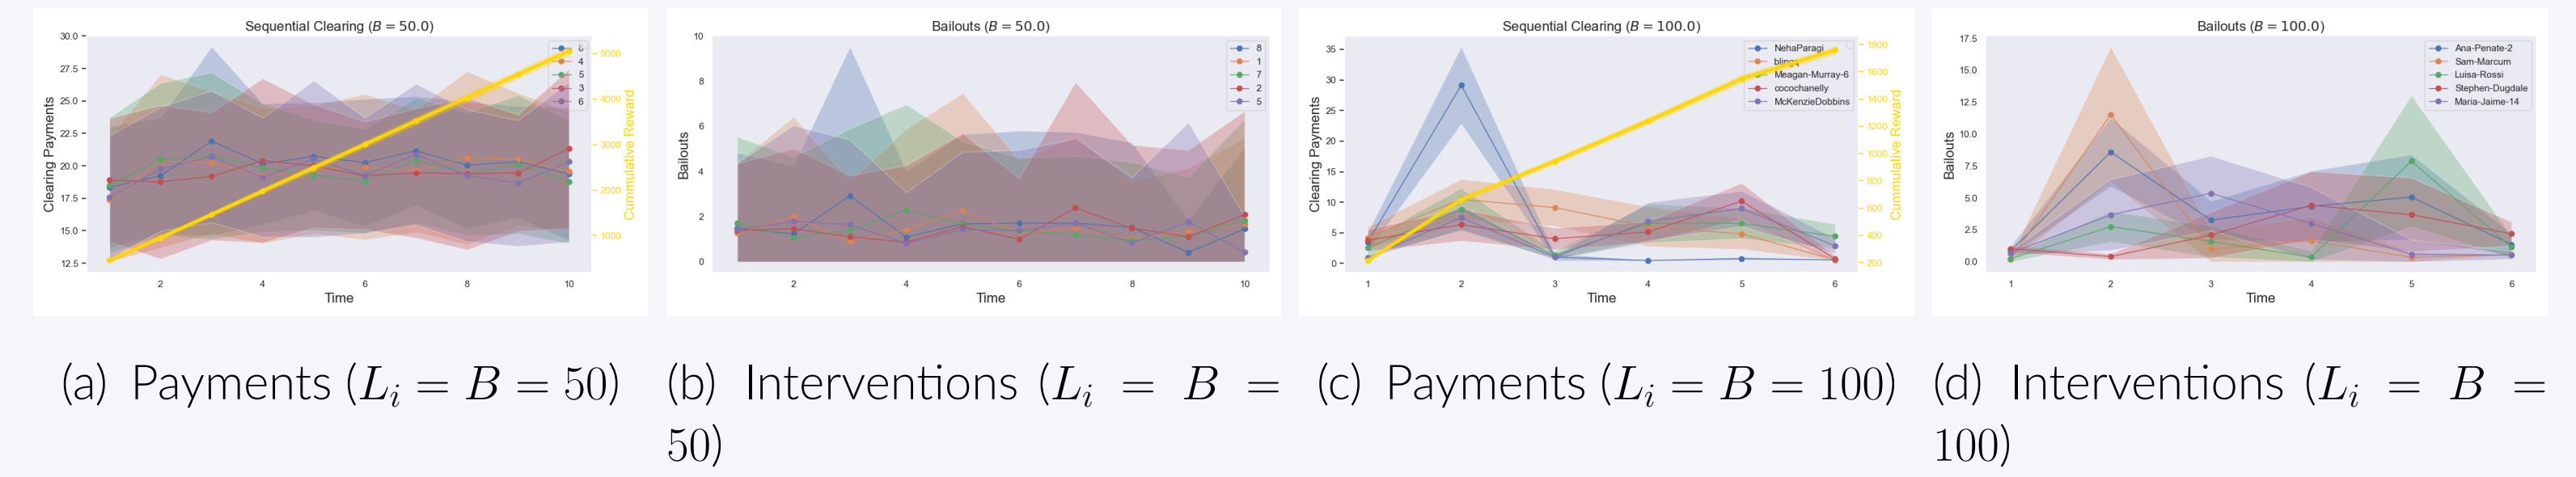 Sequential Clearing (B = 50.0)
Clearing Payments
30.0
27.5
25.0
22.5
20.0
17.5
15.0
12.5
2 4 6 8 10
Time
5000
4000
3000
2000
1000
Cummulative Reward
4
5
3
6
Bailouts (B = 50.0)
Bailouts
10
8
6
4
2
0
2 4 6 8 10
Time
8
1
7
2
5
Sequential Clearing (B = 100.0)
Clearing Payments
35
30
25
20
15
10
5
0
1 2 3 4 5 6
Time
1800
1600
1400
1200
1000
800
600
400
200
Cummulative Reward
NehaParagi
Meagan-Murray-6
cocochanelly
McKenzieDobbins
Bailouts (B = 100.0)
Bailouts
17.5
15.0
12.5
10.0
7.5
5.0
2.5
0.0
1 2 3 4 5 6
Time
Ana-Penate-2
Sam-Marcum
Luisa-Rossi
Stephen-Dugdale
Maria-Jaime-14
(a) Payments (Lᵢ = B = 50)
(b) Interventions (Lᵢ = B =
50)
(c) Payments (Lᵢ = B = 100)
(d) Interventions (Lᵢ = B =
100)